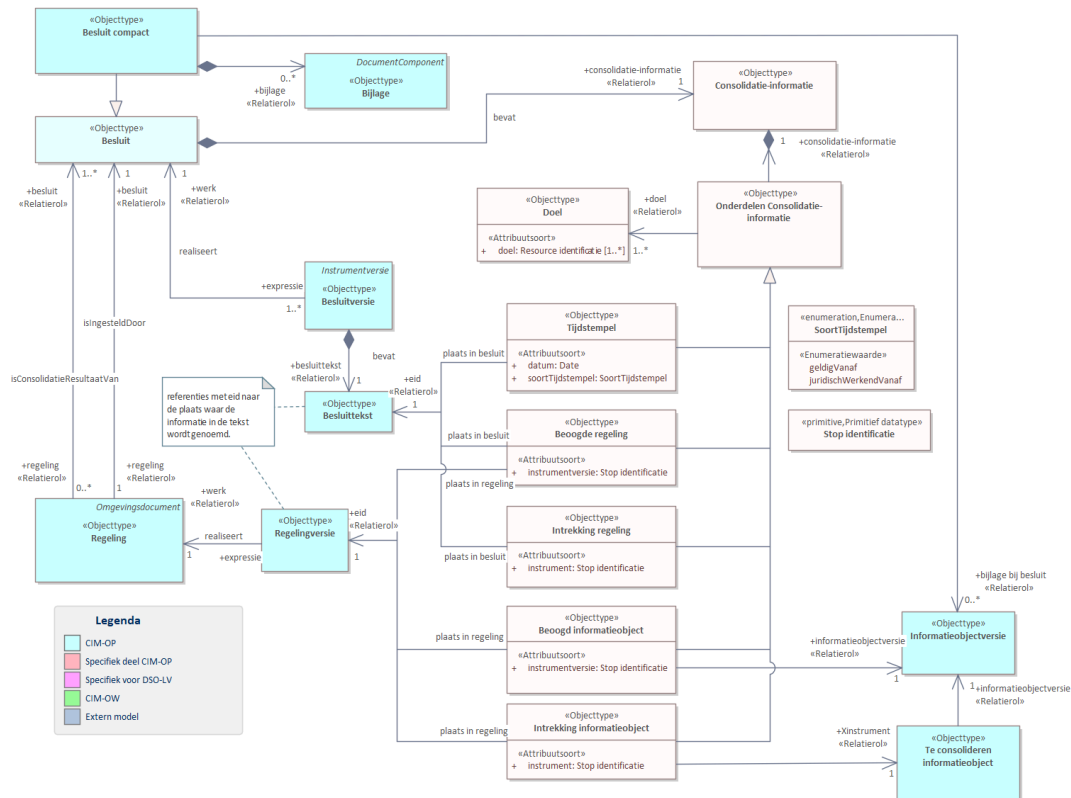 «Objecttype»
Besluit compact
DocumentComponent
«Objecttype»
Bijlage
0..*
+bijlage
«Relatierol»
+consolidatie-informatie
«Relatierol»
1
«Objecttype»
Consolidatie-informatie
bevat
«Objecttype»
Besluit
1
+consolidatie-informatie
«Relatierol»
1..*
1
1
+besluit
«Relatierol»
+besluit
«Relatierol»
+werk
«Relatierol»
«Objecttype»
Doel
«Attribuutsoort»
+ doel: Resource identificatie [1..*]
+doel
«Relatierol»
1..*
«Objecttype»
Onderdelen Consolidatie-
informatie
realiseert
Instrumentversie
«Objecttype»
Besluitversie
+expressie
1..*
isIngesteldDoor
isConsolidatieResultaatVan
bevat
+besluittekst
«Relatierol»
1
«Objecttype»
Tijdstempel
«Attribuutsoort»
+ datum: Date
+ soortTijdstempel: SoortTijdstempel
plaats in besluit
«enumeration,Enumera...
SoortTijdstempel
«Enumeratiewaarde»
geldigVanaf
juridischWerkendVanaf
+eid
«Relatierol»
1
referenties met eid naar
de plaats waar de
informatie in de tekst
wordt genoemd.
«Objecttype»
Besluittekst
«Objecttype»
Beoogde regeling
«Attribuutsoort»
+ instrumentversie: Stop identificatie
plaats in besluit
plaats in regeling
«primitive,Primitief datatype»
Stop identificatie
+regeling
«Relatierol»
0..*
+regeling
«Relatierol»
1
+werk
«Relatierol»
Omgevingsdocument
«Objecttype»
Regeling
realiseert
1
+expressie
«Objecttype»
Regelingversie
+eid
«Relatierol»
1
«Objecttype»
Intrekking regeling
«Attribuutsoort»
+ instrument: Stop identificatie
plaats in besluit
+bijlage bij besluit
«Relatierol»
0..*
Legenda
CIM-OP
Specifiek deel CIM-OP
Specifiek voor DSO-LV
CIM-OW
Extern model
«Objecttype»
Beoogd informatieobject
«Attribuutsoort»
+ instrumentversie: Stop identificatie
plaats in regeling
+informatieobjectversie
«Relatierol»
1
«Objecttype»
Informatieobjectversie
1
+informatieobjectversie
«Relatierol»
«Objecttype»
Intrekking informatieobject
«Attribuutsoort»
+ instrument: Stop identificatie
plaats in regeling
+Xinstrument
«Relatierol»
1
«Objecttype»
Te consolideren
informatieobject